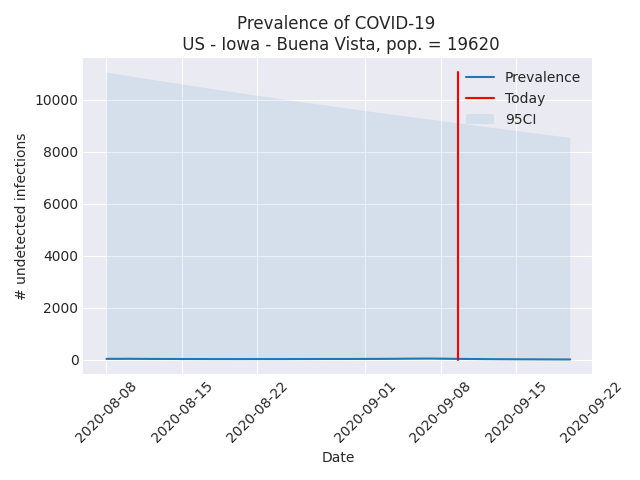 Prevalence of COVID-19
US - Iowa - Buena Vista, pop. = 19620
Prevalence
Today
95CI
# undetected infections
10000
8000
6000
4000
2000
0
2020-08-08
2020-08-15
2020-08-22
2020-09-01
2020-09-08
2020-09-15
2020-09-22
Date